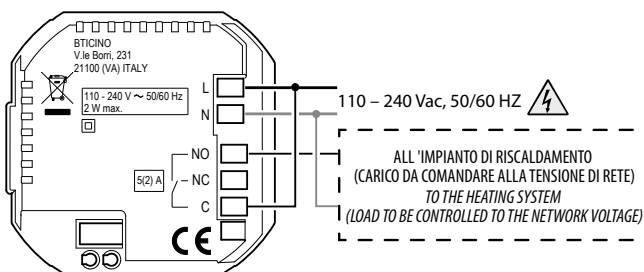 BTICINO
V.le Borri, 231
21100 (VA) ITALY
110 - 240 V ~ 50/60 Hz
2 W max.
L
N
NO
5(2) A
NC
C
CE
110 – 240 Vac, 50/60 HZ
ALL 'IMPIANTO DI RISCALDAMENTO
(CARICO DA COMANDARE ALLA TENSIONE DI RETE)
TO THE HEATING SYSTEM
(LOAD TO BE CONTROLLED TO THE NETWORK VOLTAGE)